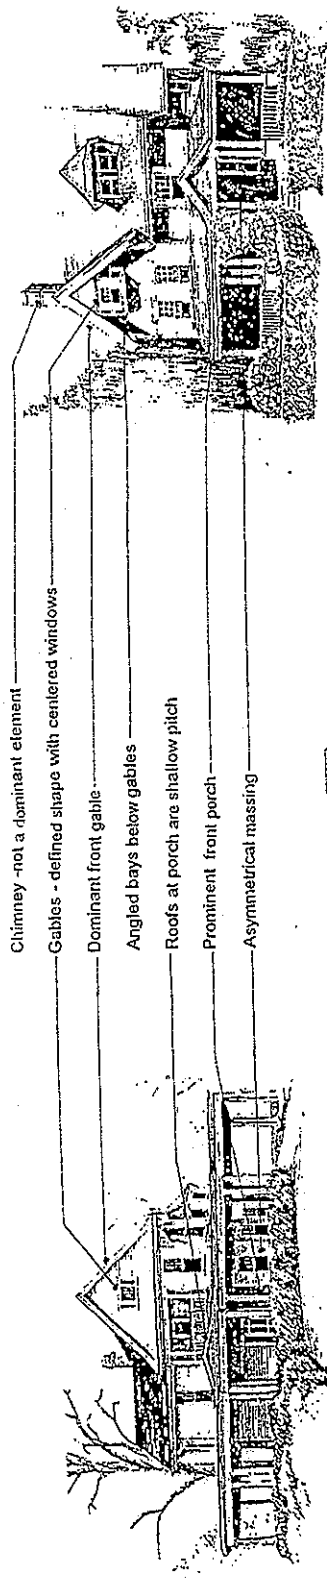 Chimney -not a dominant element
Gables - defined shape with centered windows
Dominant front gable
Angled bays below gables
Roofs at porch are shallow pitch
Prominent front porch
Asymmetrical massing